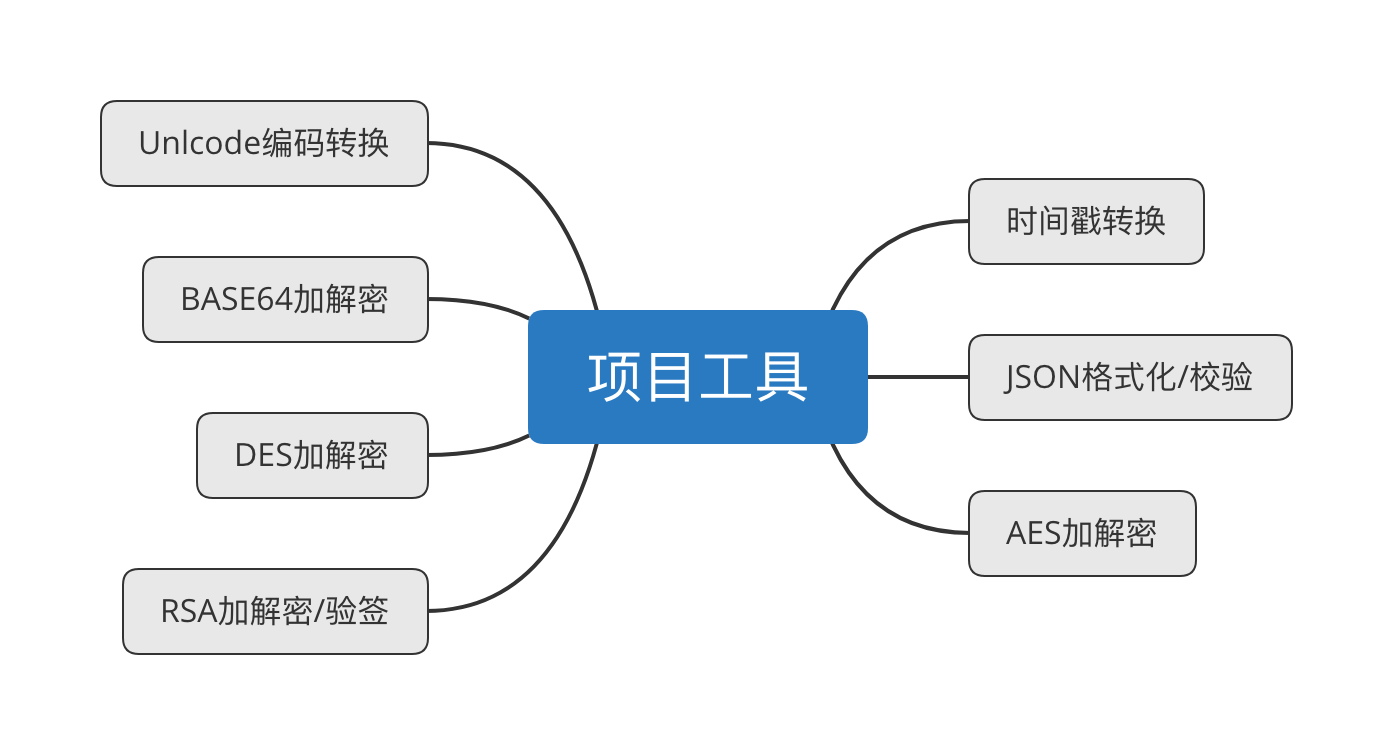 Unlcode编码转换
BASE64加解密
DES加解密
RSA加解密/验签
项目工具
时间戳转换
JSON格式化/校验
AES加解密